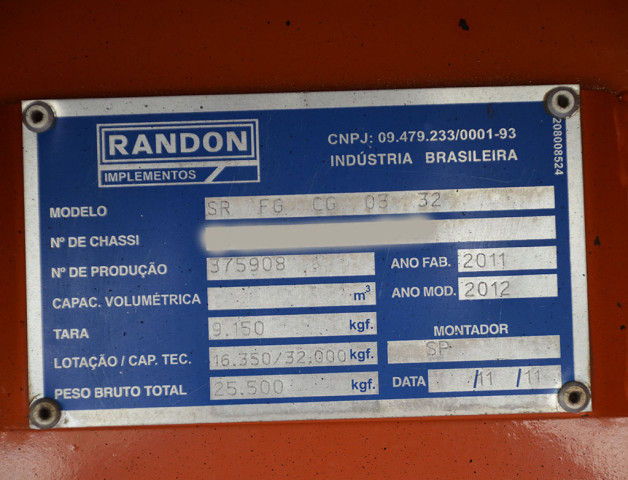 RANDON
IMPLEMENTOS
CNPJ: 09.479.233/0001-93
INDÚSTRIA BRASILEIRA
208008524
MODELO SR FG CG 03 32
Nº DE CHASSI
Nº DE PRODUÇÃO 375908
ANO FAB. 2011
CAPAC. VOLUMÉTRICA m³
ANO MOD. 2012
TARA 9.150 kgf.
MONTADOR
LOTAÇÃO / CAP. TEC. 16.350/32.000 kgf.
SP
PESO BRUTO TOTAL 25.500 kgf.
DATA /11 /11